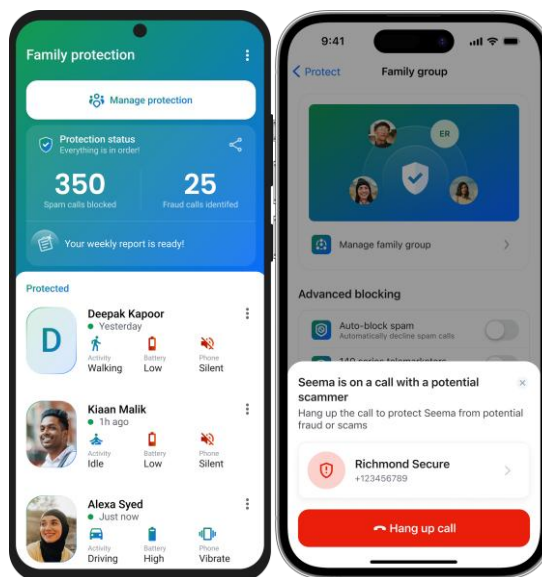 Family protection
Manage protection
Protection status
Everything is in order!
350
Spam calls blocked
25
Fraud calls identifed
Your weekly report is ready!
Protected
D
Deepak Kapoor
Yesterday
Activity
Walking
Battery
Low
Phone
Silent
Kiaan Malik
1h ago
Activity
Idle
Battery
Low
Phone
Silent
Alexa Syed
Just now
Activity
Driving
Battery
High
Phone
Vibrate
9:41
Protect
Family group
ER
Manage family group
Advanced blocking
Auto-block spam
Automatically decline spam calls
140 series telemarketers
Seema is on a call with a potential
scammer
Hang up the call to protect Seema from potential
fraud or scams
Richmond Secure
+123456789
Hang up call